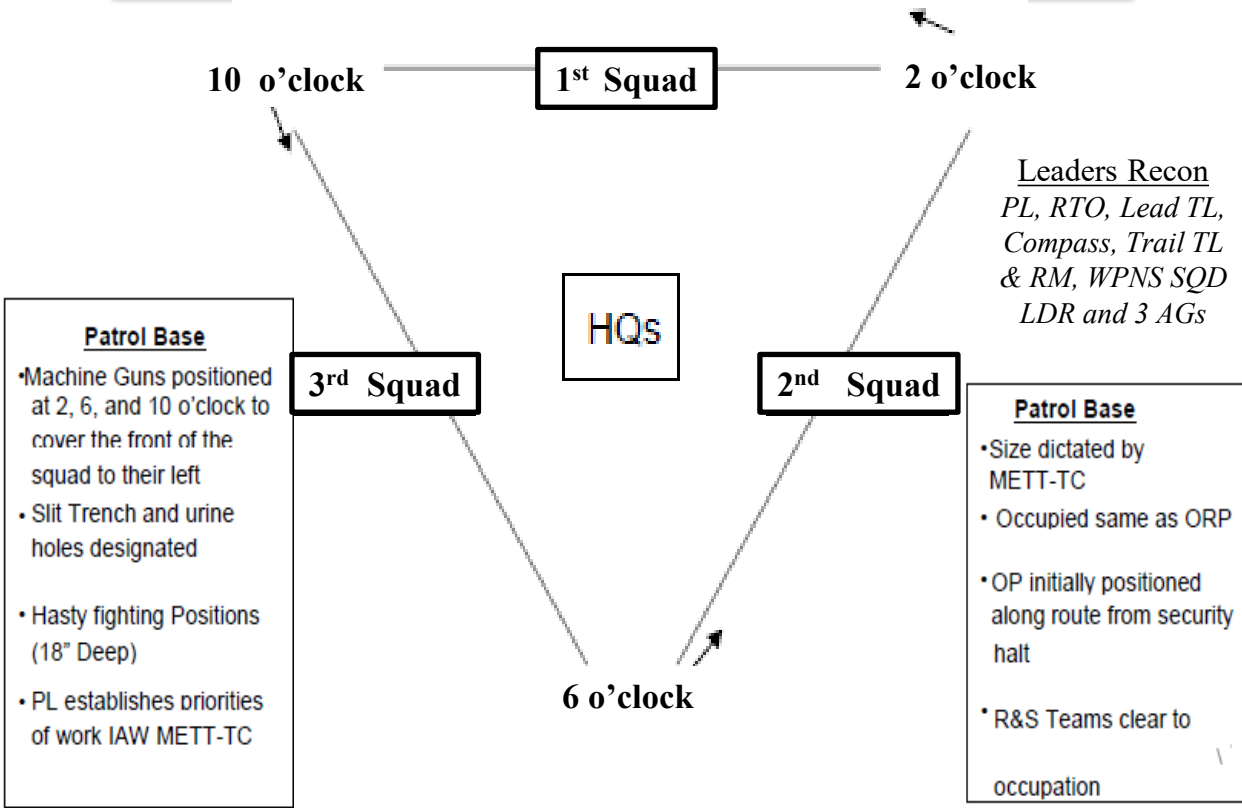 10 o’clock
1st Squad
2 o’clock
Leaders Recon
PL, RTO, Lead TL,
Compass, Trail TL
& RM, WPNS SQD
LDR and 3 AGs
HQs
3rd Squad
2nd Squad
Patrol Base
•Machine Guns positioned
at 2, 6, and 10 o'clock to
cover the front of the
squad to their left
• Slit Trench and urine
holes designated
• Hasty fighting Positions
(18” Deep)
• PL establishes priorities
of work IAW METT-TC
Patrol Base
•Size dictated by
METT-TC
• Occupied same as ORP
•OP initially positioned
along route from security
halt
• R&S Teams clear to
occupation
6 o’clock